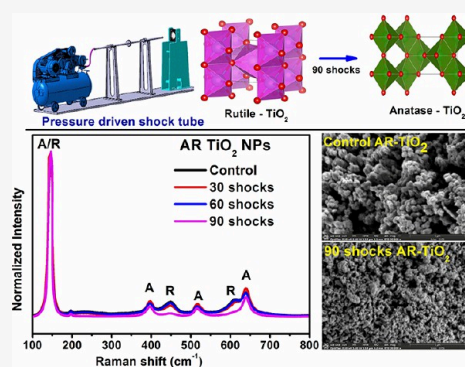 90 shocks
Pressure driven shock tube
Rutile - TiO2
Anatase - TiO2
A/R
AR TiO2 NPs
Control
30 shocks
60 shocks
90 shocks
A
R
A
R
A
Normalized Intensity
100 200 300 400 500 600 700 800
Raman shift (cm-1)
Control AR-TiO2
90 shocks AR-TiO2